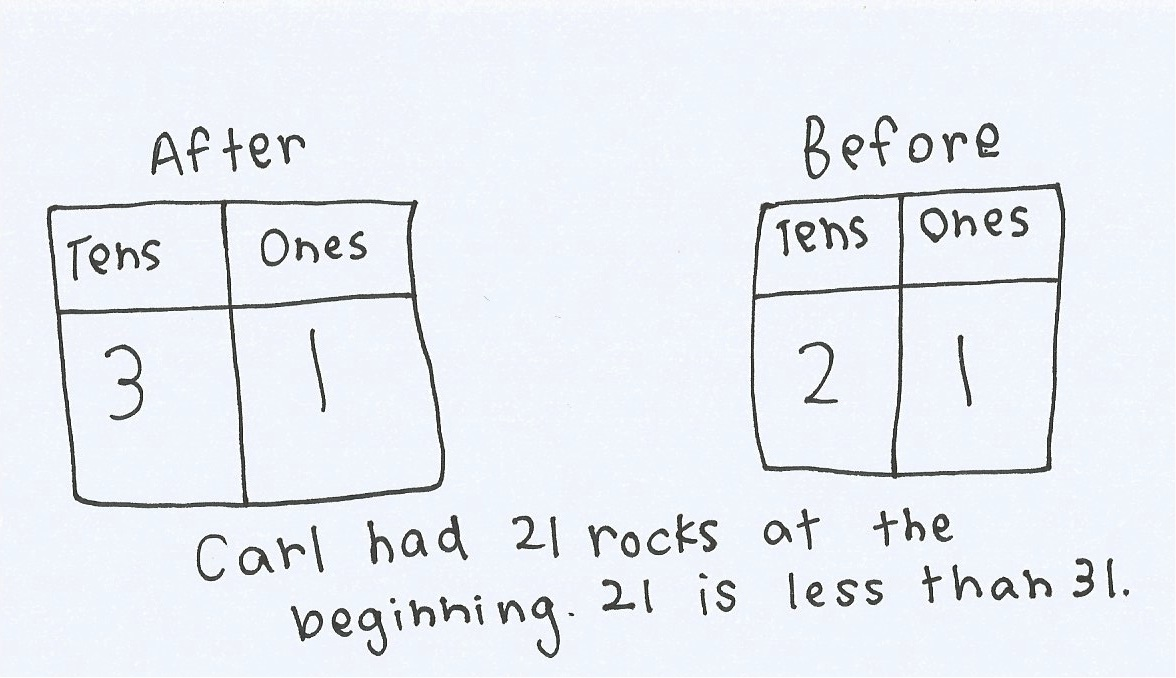 After Before
Tens Ones Tens Ones
3 1 2 1
Carl had 21 rocks at the
beginning. 21 is less than 31.